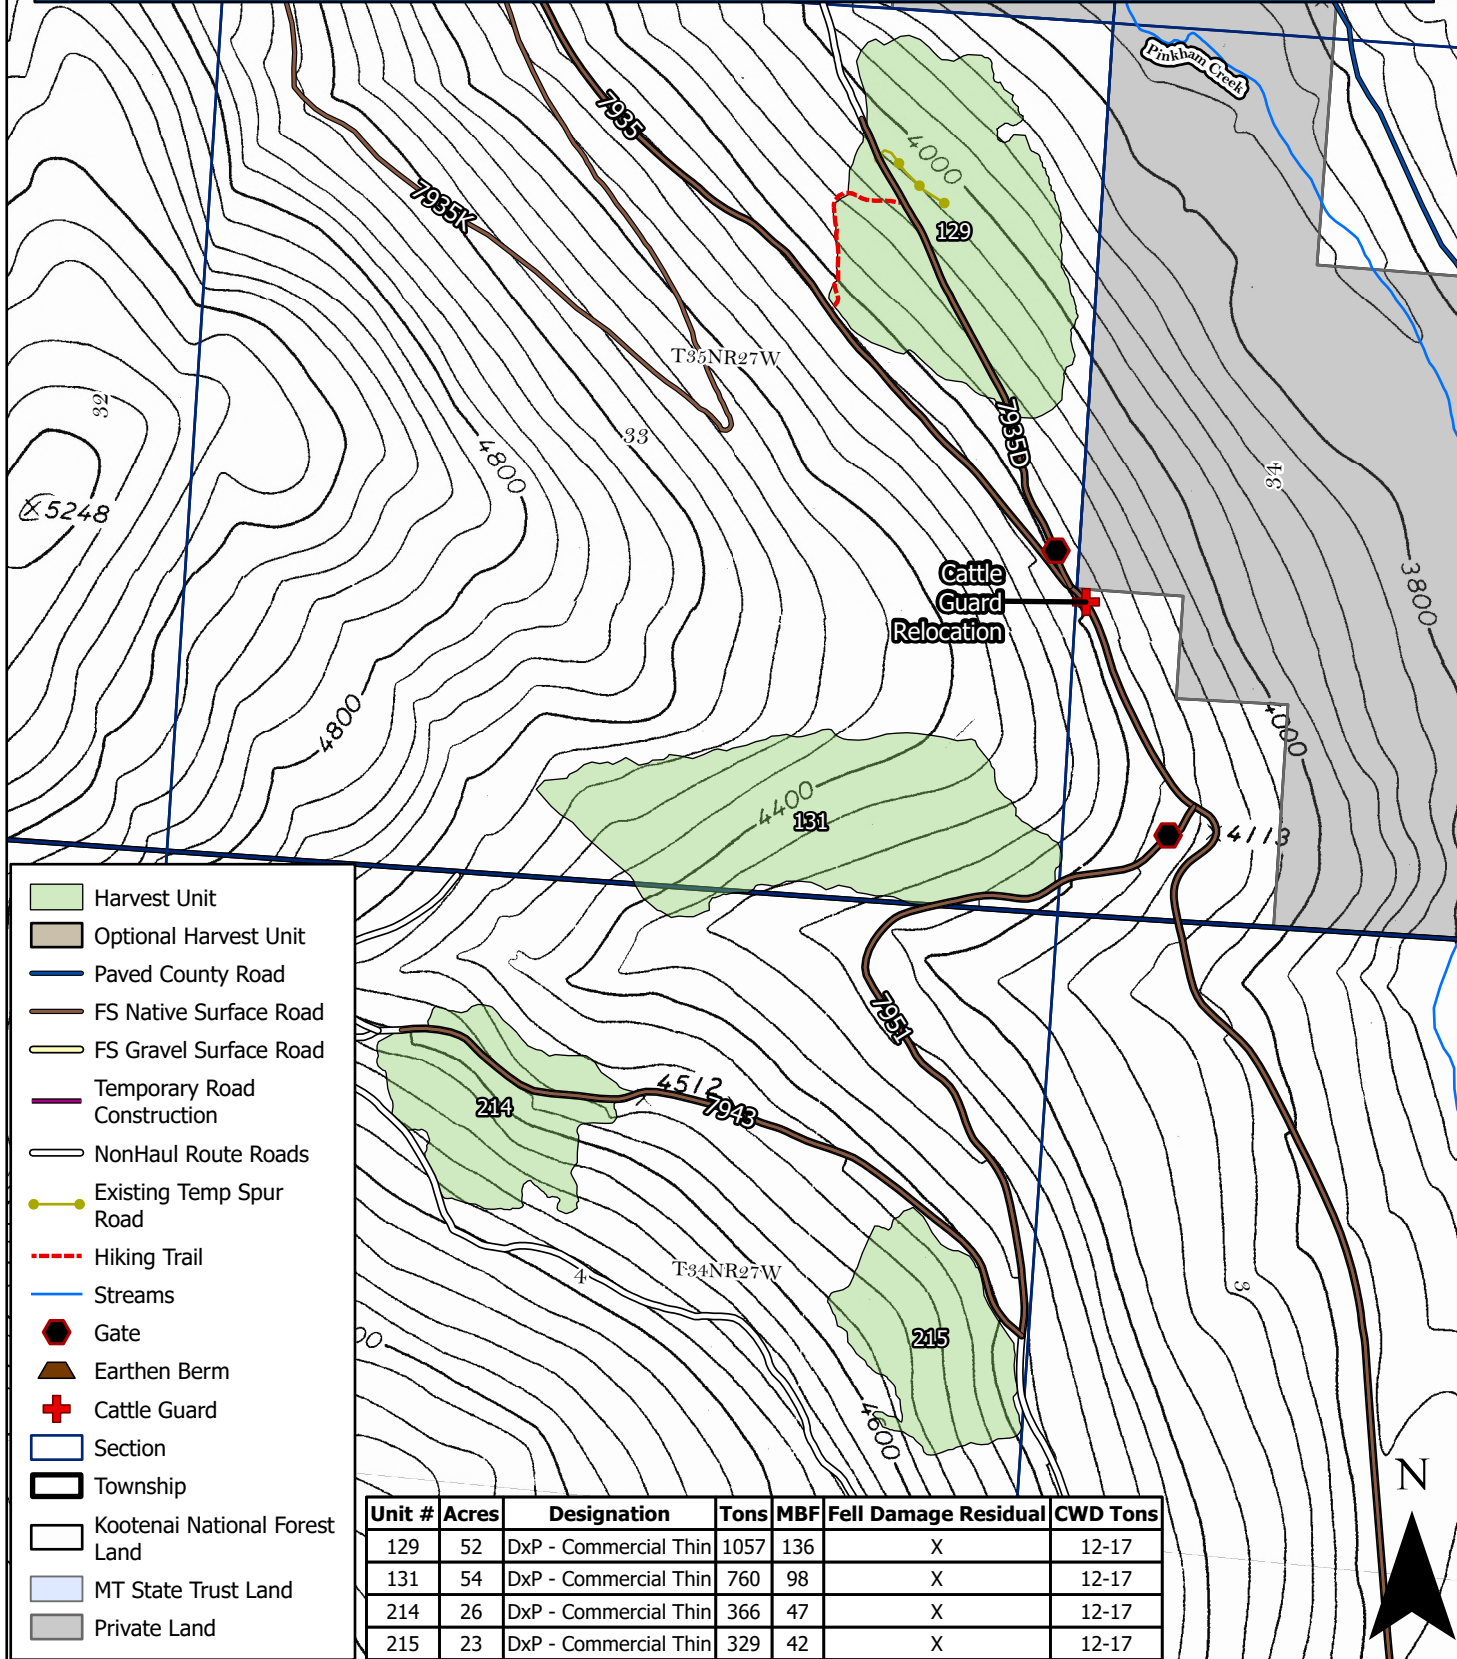 Pinkham Creek
7935
4000
7935K
129
T35NR27W
32
33
4800
7935D
34
X5248
Cattle
Guard
Relocation
3800
4800
4000
4400
131
X4113
7951
4512
7943
214
T34NR27W
4
3
215
00
4600
Harvest Unit
Optional Harvest Unit
Paved County Road
FS Native Surface Road
FS Gravel Surface Road
Temporary Road
Construction
NonHaul Route Roads
Existing Temp Spur
Road
Hiking Trail
Streams
Gate
Earthen Berm
Cattle Guard
Section
Township
Kootenai National Forest
Land
MT State Trust Land
Private Land
N
Unit # Acres Designation Tons MBF Fell Damage Residual CWD Tons
129 52 DxP - Commercial Thin 1057 136 X 12-17
131 54 DxP - Commercial Thin 760 98 X 12-17
214 26 DxP - Commercial Thin 366 47 X 12-17
215 23 DxP - Commercial Thin 329 42 X 12-17